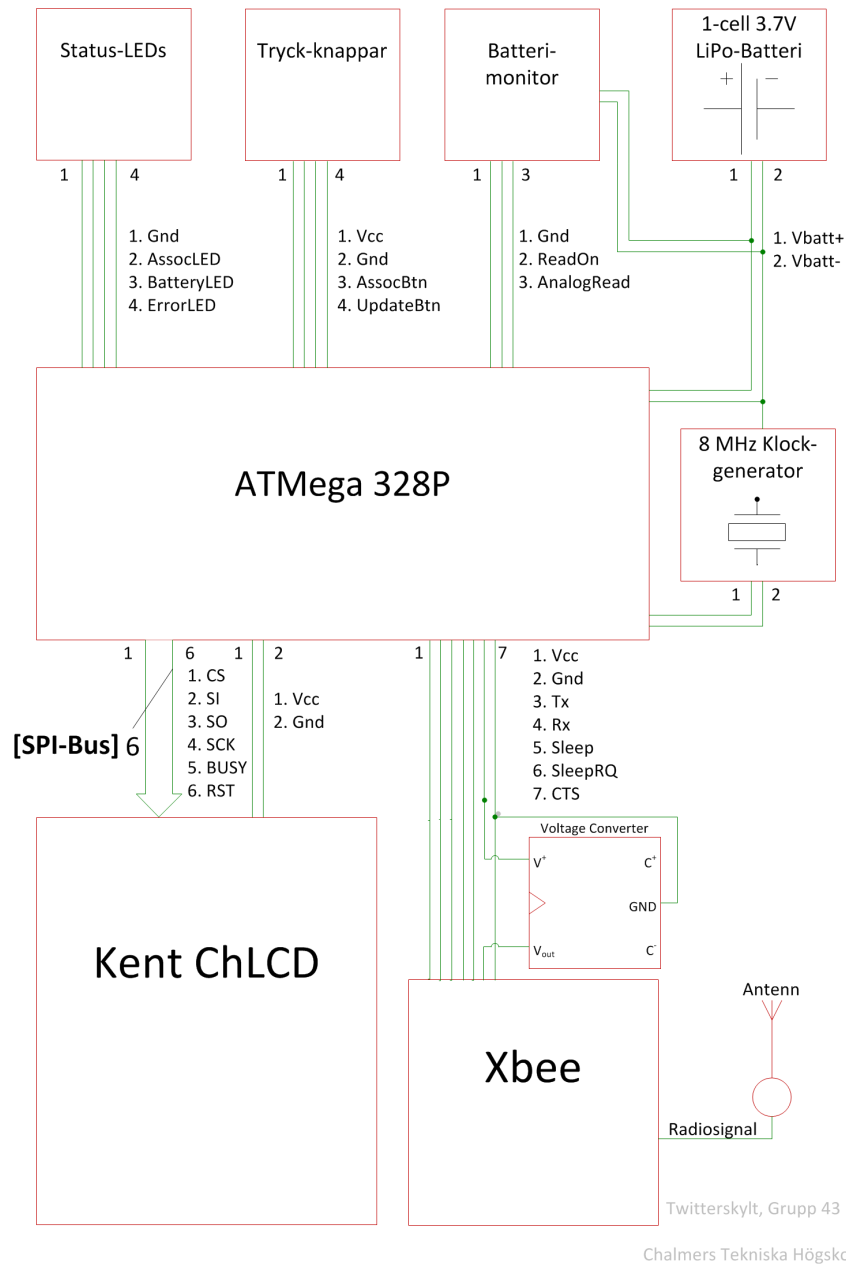 Status-LEDs
1
4
1. Gnd
2. AssocLED
3. BatteryLED
4. ErrorLED
Tryck-knappar
1
4
1. Vcc
2. Gnd
3. AssocBtn
4. UpdateBtn
Batteri-
monitor
1
3
1. Gnd
2. ReadOn
3. AnalogRead
1-cell 3.7V
LiPo-Batteri
+
−
1
2
1. Vbatt+
2. Vbatt-
ATMega 328P
8 MHz Klock-
generator
1
2
1
6
1. CS
2. SI
3. SO
4. SCK
5. BUSY
6. RST
[SPI-Bus] 6
1
2
1. Vcc
2. Gnd
1
7
1. Vcc
2. Gnd
3. Tx
4. Rx
5. Sleep
6. SleepRQ
7. CTS
Voltage Converter
V+
C+
GND
Vout
C-
Kent ChLCD
Xbee
Antenn
Radiosignal
Twitterskylt, Grupp 43
Chalmers Tekniska Högsko